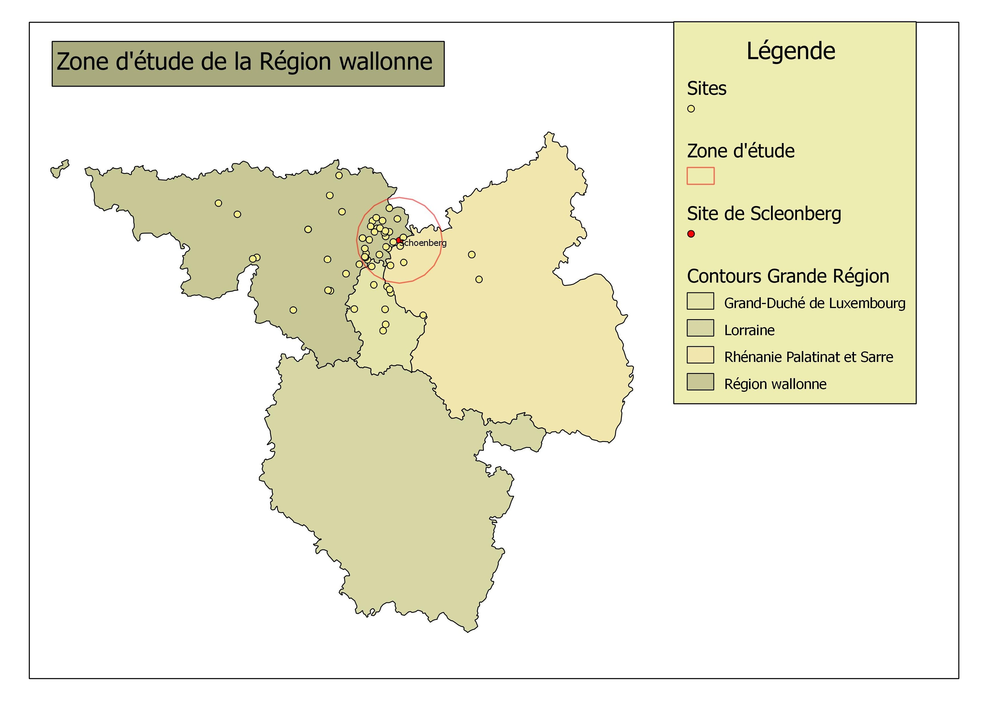 Zone d'étude de la Région wallonne
Légende
Sites
Zone d'étude
Site de Scleonberg
Contours Grande Région
Grand-Duché de Luxembourg
Lorraine
Rhénanie Palatinat et Sarre
Région wallonne
Schoenberg